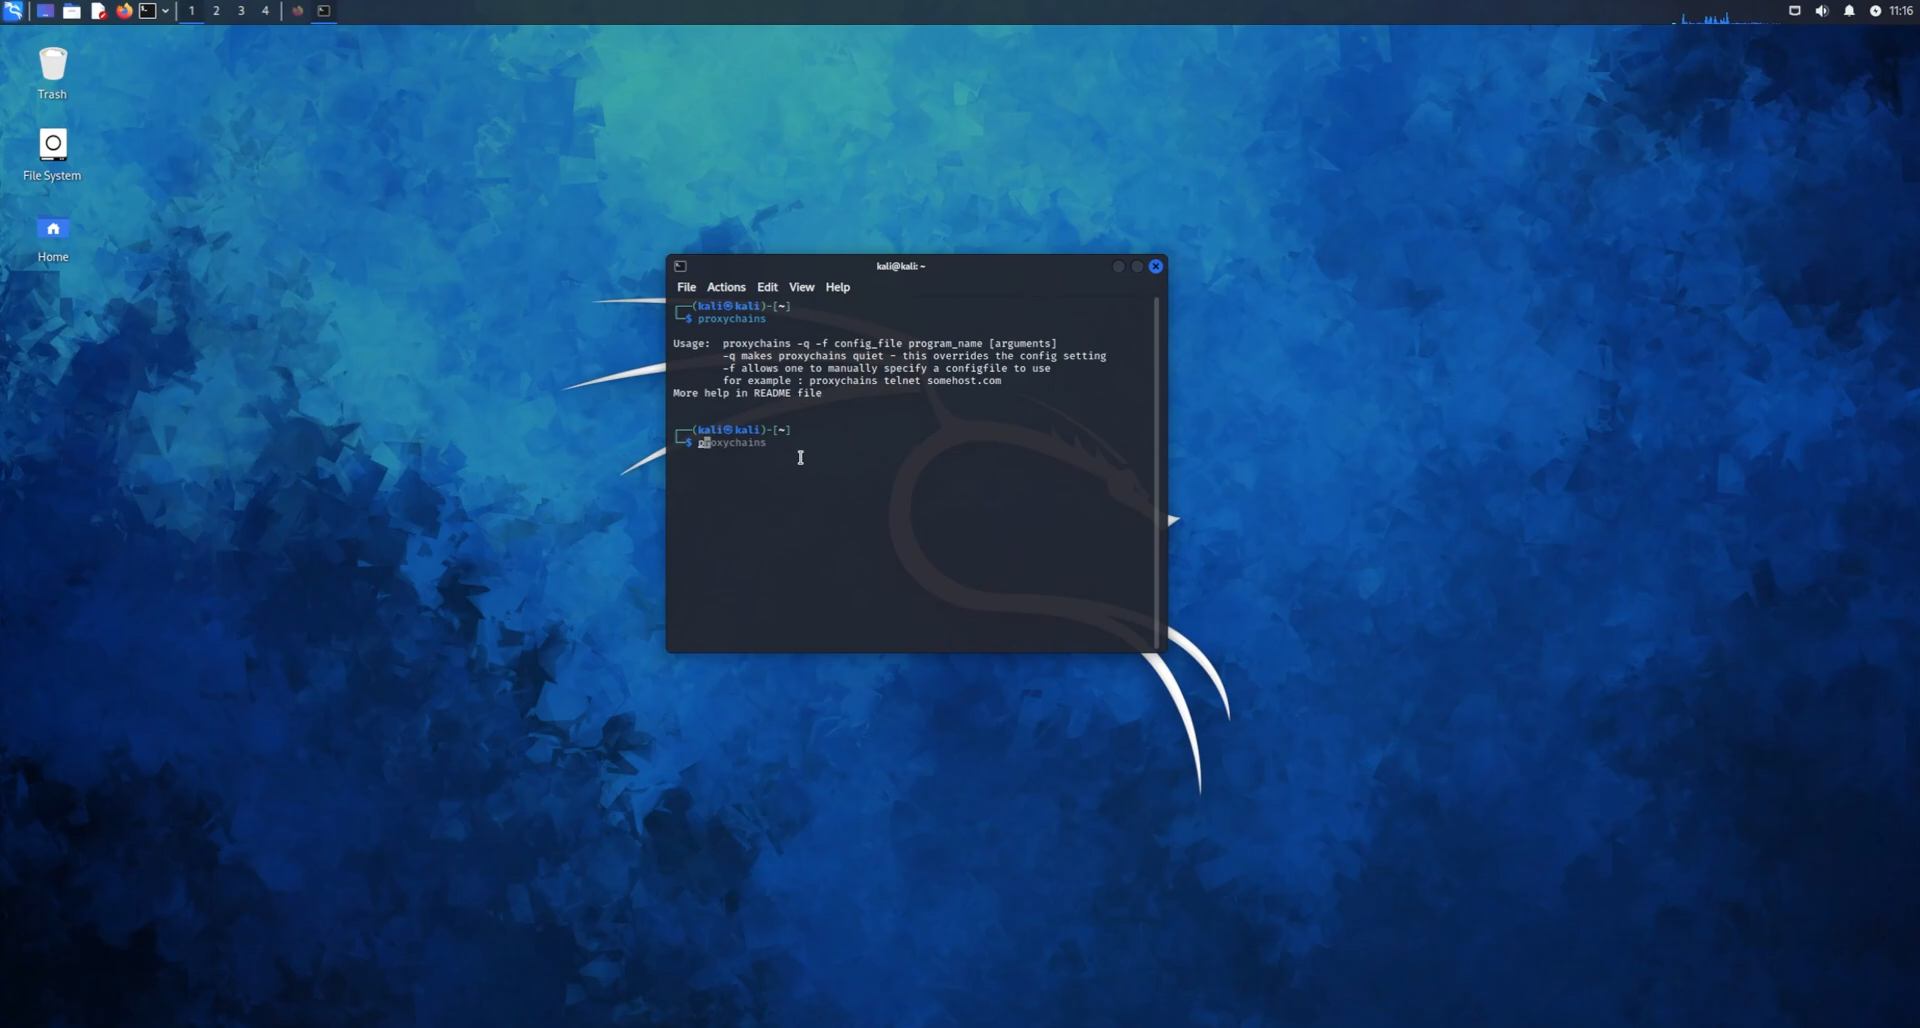 1 2 3 4
11:16
Trash
File System
Home
kali@kali: ~
File Actions Edit View Help
┌──(kali㉿kali)-[~]
└─$ proxychains
Usage:  proxychains -q -f config_file program_name [arguments]
-q makes proxychains quiet - this overrides the config setting
-f allows one to manually specify a configfile to use
for example : proxychains telnet somehost.com
More help in README file
┌──(kali㉿kali)-[~]
└─$ proxychains